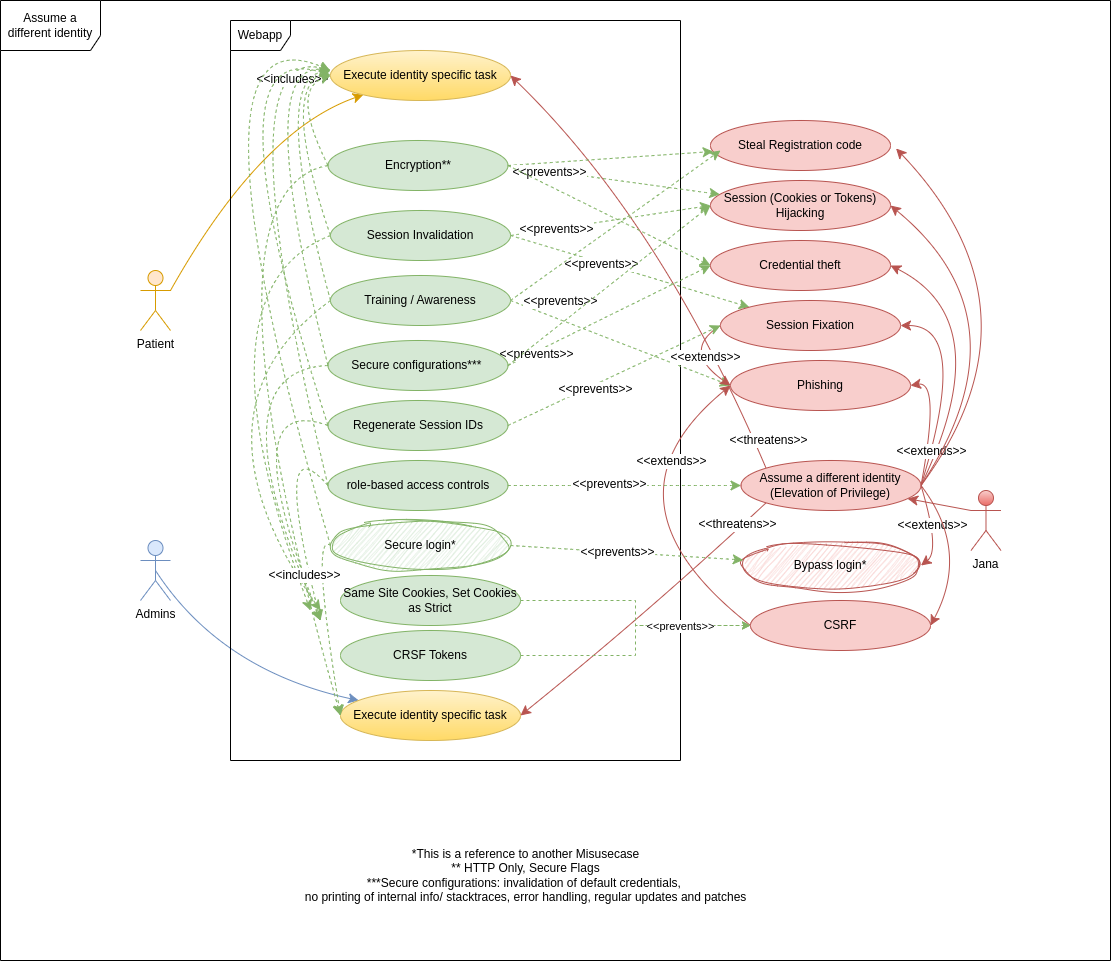 Assume a
different identity
Webapp
<<includes>>
Execute identity specific task
Encryption**
<<prevents>>
Steal Registration code
Session (Cookies or Tokens)
Hijacking
Session Invalidation
<<prevents>>
<<prevents>>
Credential theft
Training / Awareness
<<prevents>>
Session Fixation
Patient
Secure configurations***
<<prevents>>
<<extends>>
Phishing
<<prevents>>
Regenerate Session IDs
<<threatens>>
<<extends>>
<<extends>>
role-based access controls
<<prevents>>
Assume a different identity
(Elevation of Privilege)
<<threatens>>
<<extends>>
Secure login*
<<prevents>>
Bypass login*
Jana
<<includes>>
Same Site Cookies, Set Cookies
as Strict
Admins
<<prevents>>
CSRF
CRSF Tokens
Execute identity specific task
*This is a reference to another Misusecase
** HTTP Only, Secure Flags
***Secure configurations: invalidation of default credentials,
no printing of internal info/ stacktraces, error handling, regular updates and patches